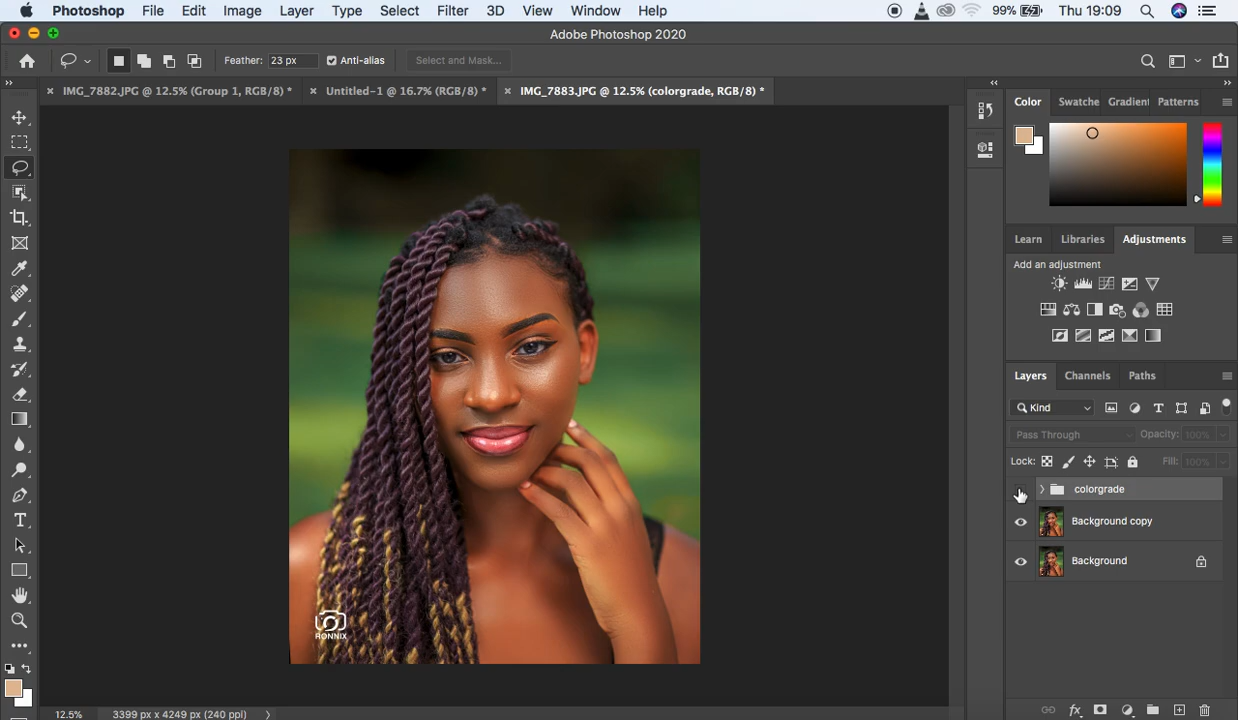 Photoshop File Edit Image Layer Type Select Filter 3D View Window Help 99% Thu 19:09
Adobe Photoshop 2020
Feather: 23 px Anti-alias Select and Mask...
IMG_7882.JPG @ 12.5% (Group 1, RGB/8) * Untitled-1 @ 16.7% (RGB/8) * IMG_7883.JPG @ 12.5% (colorgrade, RGB/8) *
Color Swatche Gradient Patterns
Learn Libraries Adjustments
Add an adjustment
Layers Channels Paths
Kind
Pass Through Opacity: 100%
Lock: Fill: 100%
colorgrade
Background copy
Background
RONNIX
12.5% 3399 px x 4249 px (240 ppi)